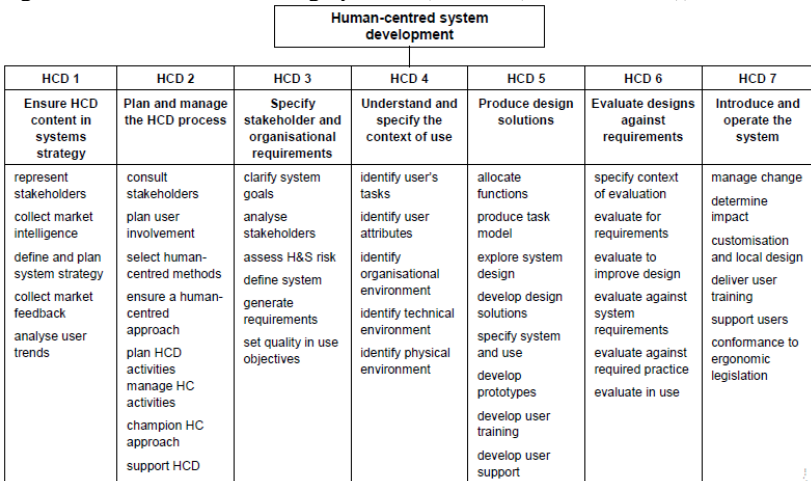 Human-centred system
development
HCD 1
Ensure HCD
content in
systems
strategy
represent
stakeholders
collect market
intelligence
define and plan
system strategy
collect market
feedback
analyse user
trends
HCD 2
Plan and manage
the HCD process
consult
stakeholders
plan user
involvement
select human-
centred methods
ensure a human-
centred
approach
plan HCD
activities
manage HC
activities
champion HC
approach
support HCD
HCD 3
Specify
stakeholder and
organisational
requirements
clarify system
goals
analyse
stakeholders
assess H&S risk
define system
generate
requirements
set quality in use
objectives
HCD 4
Understand and
specify the
context of use
identify user's
tasks
identify user
attributes
identify
organisational
environment
identify technical
environment
identify physical
environment
HCD 5
Produce design
solutions
allocate
functions
produce task
model
explore system
design
develop design
solutions
specify system
and use
develop
prototypes
develop user
training
develop user
support
HCD 6
Evaluate designs
against
requirements
specify context
of evaluation
evaluate for
requirements
evaluate to
improve design
evaluate against
system
requirements
evaluate against
required practice
evaluate in use
HCD 7
Introduce and
operate the
system
manage change
determine
impact
customisation
and local design
deliver user
training
support users
conformance to
ergonomic
legislation